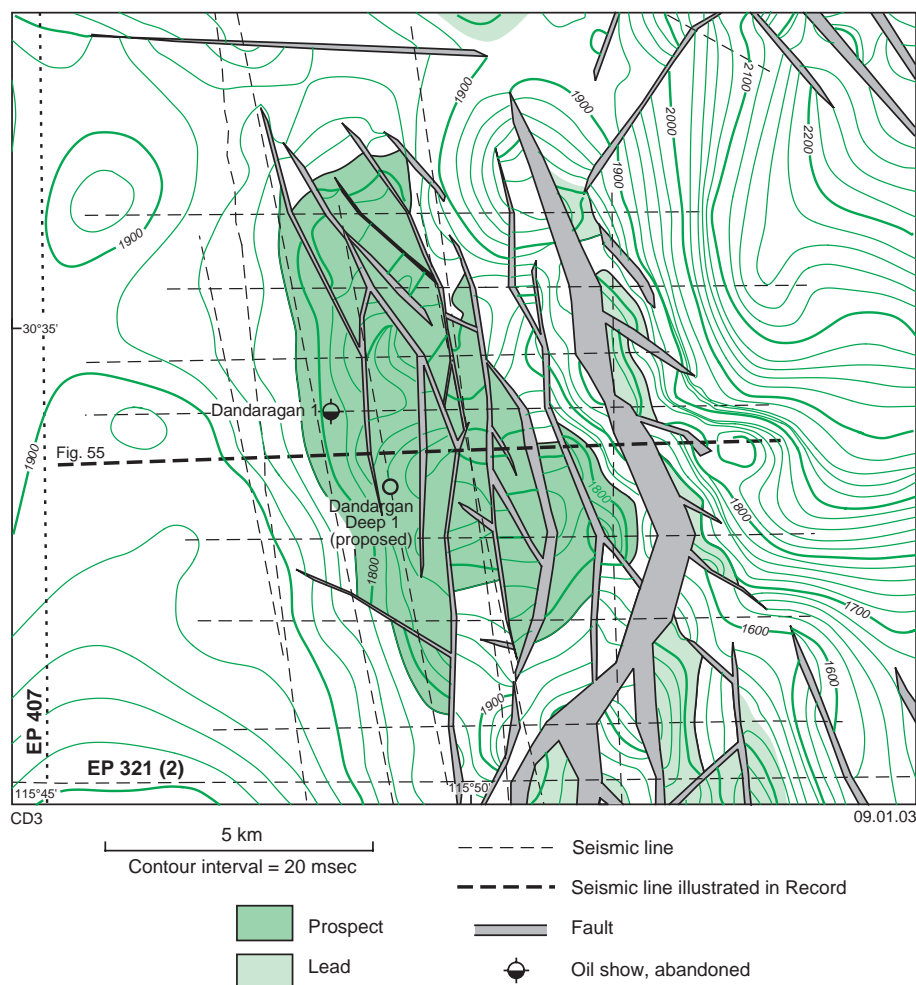 1900
1900
2000
2100
2200
1900
1900
30°35'
Dandaragan 1
1900
Fig. 55
1800
Dandargan
Deep 1
(proposed)
1800
1800
1700
1600
1600
1900
EP 407
EP 321 (2)
115°45'
115°50'
CD3
09.01.03
5 km
Contour interval = 20 msec
Seismic line
Seismic line illustrated in Record
Prospect
Fault
Lead
Oil show, abandoned